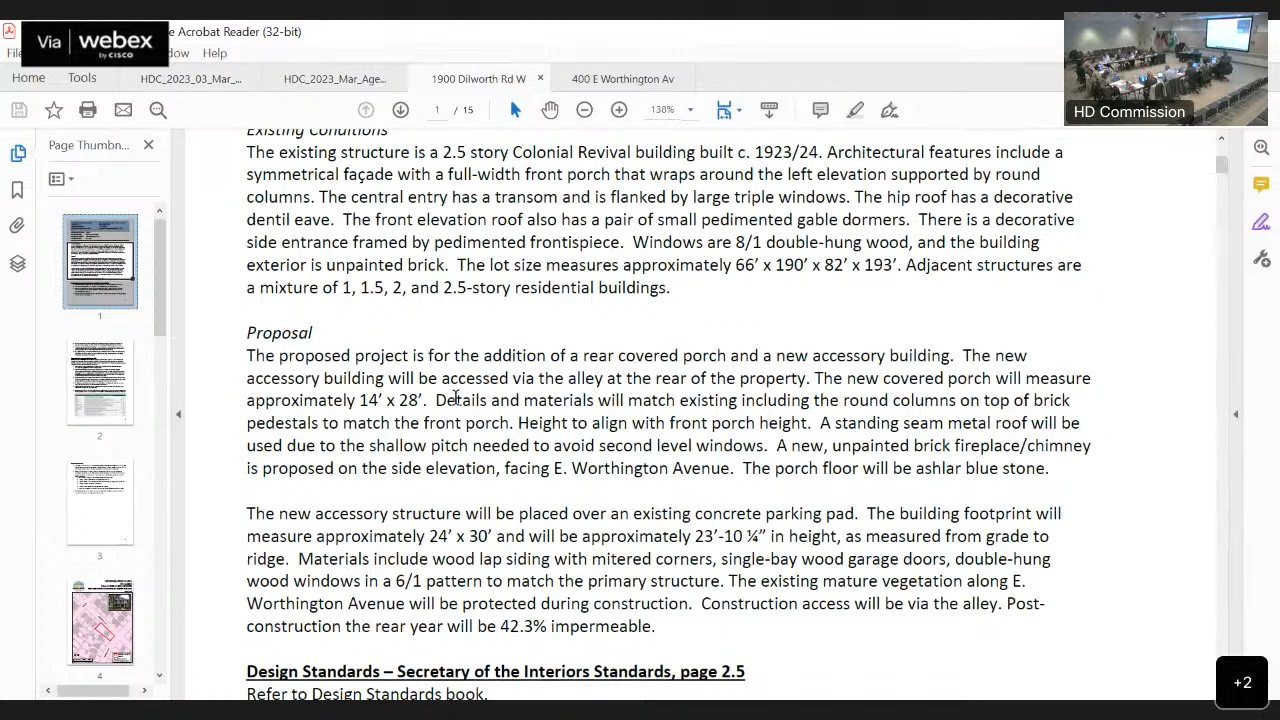 Via webex by CISCO
e Acrobat Reader (32-bit)
dow Help
Home Tools HDC_2023_03_Mar_... HDC_2023_Mar_Age... 1900 Dilworth Rd W × 400 E Worthington Av
1 / 15 138%
HD Commission
Page Thumbn...
1
2
3
4
Existing Conditions
The existing structure is a 2.5 story Colonial Revival building built c. 1923/24. Architectural features include a
symmetrical façade with a full-width front porch that wraps around the left elevation supported by round
columns. The central entry has a transom and is flanked by large triple windows. The hip roof has a decorative
dentil eave. The front elevation roof also has a pair of small pedimented gable dormers. There is a decorative
side entrance framed by pedimented frontispiece. Windows are 8/1 double-hung wood, and the building
exterior is unpainted brick. The lot size measures approximately 66’ x 190’ x 82’ x 193’. Adjacent structures are
a mixture of 1, 1.5, 2, and 2.5-story residential buildings.
Proposal
The proposed project is for the addition of a rear covered porch and a new accessory building. The new
accessory building will be accessed via the alley at the rear of the property. The new covered porch will measure
approximately 14’ x 28’. Details and materials will match existing including the round columns on top of brick
pedestals to match the front porch. Height to align with front porch height. A standing seam metal roof will be
used due to the shallow pitch needed to avoid second level windows. A new, unpainted brick fireplace/chimney
is proposed on the side elevation, facing E. Worthington Avenue. The porch floor will be ashlar blue stone.
The new accessory structure will be placed over an existing concrete parking pad. The building footprint will
measure approximately 24’ x 30’ and will be approximately 23’-10 ¼” in height, as measured from grade to
ridge. Materials include wood lap siding with mitered corners, single-bay wood garage doors, double-hung
wood windows in a 6/1 pattern to match the primary structure. The existing mature vegetation along E.
Worthington Avenue will be protected during construction. Construction access will be via the alley. Post-
construction the rear year will be 42.3% impermeable.
Design Standards – Secretary of the Interiors Standards, page 2.5
Refer to Design Standards book.
+2